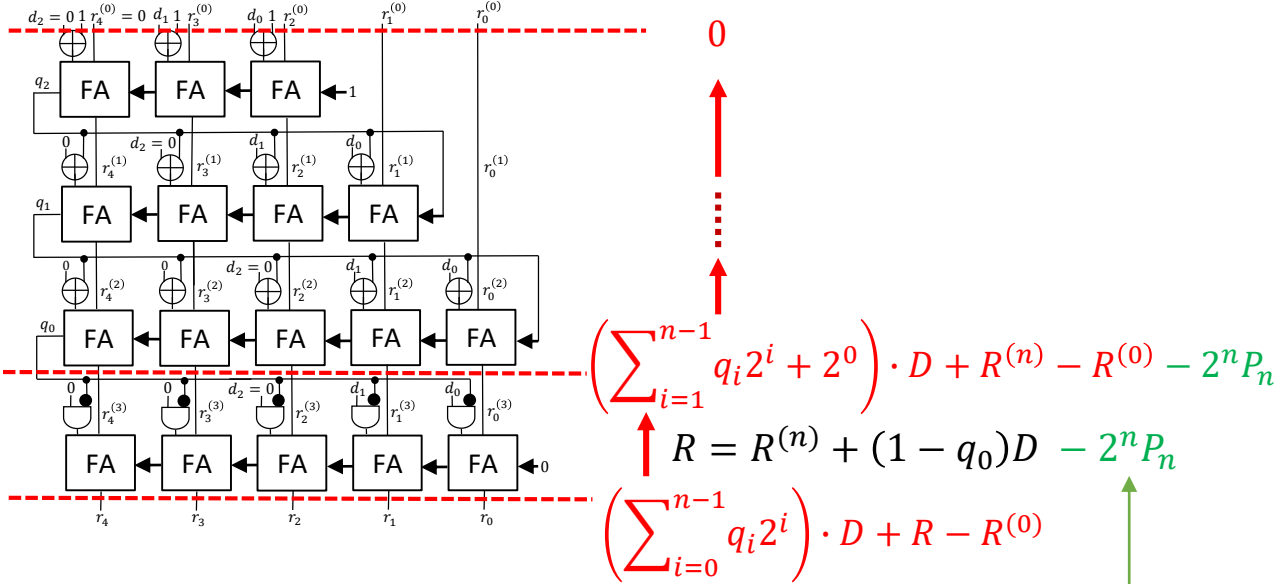 d₂ = 0 1 r₄⁽⁰⁾ = 0 d₁ 1 r₃⁽⁰⁾ d₀ 1 r₂⁽⁰⁾ r₁⁽⁰⁾ r₀⁽⁰⁾
0
q₂ FA FA FA 1
0 d₂ = 0 d₁ d₀
r₄⁽¹⁾ r₃⁽¹⁾ r₂⁽¹⁾ r₁⁽¹⁾ r₀⁽¹⁾
q₁ FA FA FA FA
0 0 d₂ = 0 d₁ d₀
r₄⁽²⁾ r₃⁽²⁾ r₂⁽²⁾ r₁⁽²⁾ r₀⁽²⁾
q₀ FA FA FA FA FA
(∑ᵢ₌₁ⁿ⁻¹ qᵢ2ⁱ + 2⁰) · D + R⁽ⁿ⁾ − R⁽⁰⁾ − 2ⁿPₙ
0 0 d₂ = 0 d₁ d₀
r₄⁽³⁾ r₃⁽³⁾ r₂⁽³⁾ r₁⁽³⁾ r₀⁽³⁾
R = R⁽ⁿ⁾ + (1 − q₀)D − 2ⁿPₙ
FA FA FA FA FA 0
r₄ r₃ r₂ r₁ r₀
(∑ᵢ₌₀ⁿ⁻¹ qᵢ2ⁱ) · D + R − R⁽⁰⁾